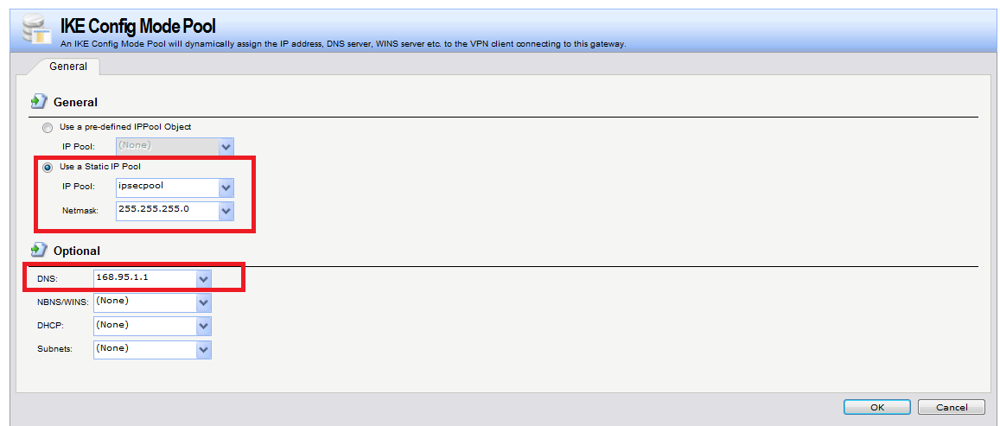 IKE Config Mode Pool
An IKE Config Mode Pool will dynamically assign the IP address, DNS server, WINS server etc. to the VPN client connecting to this gateway.
General
General
Use a pre-defined IPPool Object
IP Pool: (None)
Use a Static IP Pool
IP Pool: ipsecpool
Netmask: 255.255.255.0
Optional
DNS: 168.95.1.1
NBNS/WINS: (None)
DHCP: (None)
Subnets: (None)
OK Cancel